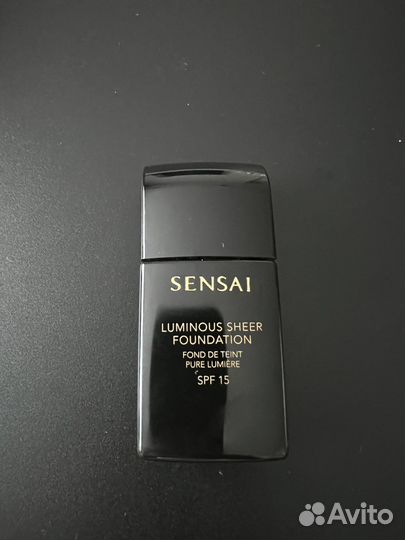 SENSAI
LUMINOUS SHEER
FOUNDATION
FOND DE TEINT
PURE LUMIÈRE
SPF 15
Avito